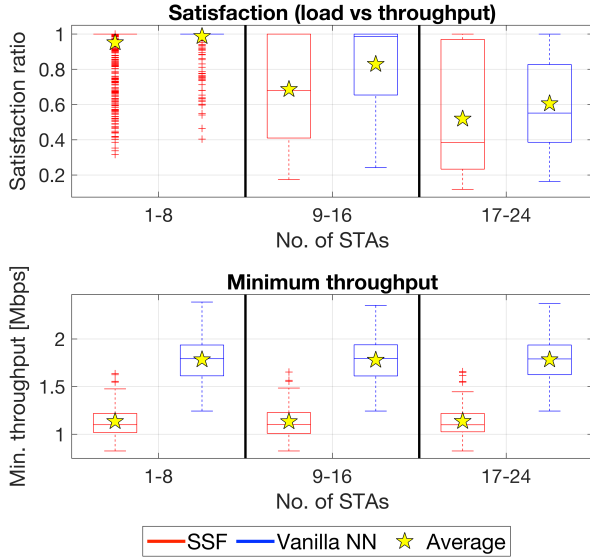 Satisfaction (load vs throughput)
Satisfaction ratio
1
0.8
0.6
0.4
0.2
1-8
9-16
17-24
No. of STAs
Minimum throughput
Min. throughput [Mbps]
2
1.5
1
1-8
9-16
17-24
No. of STAs
SSF
Vanilla NN
Average